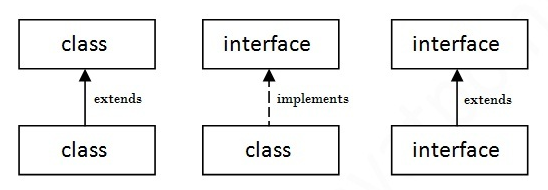 class interface interface
extends implements extends
class class interface